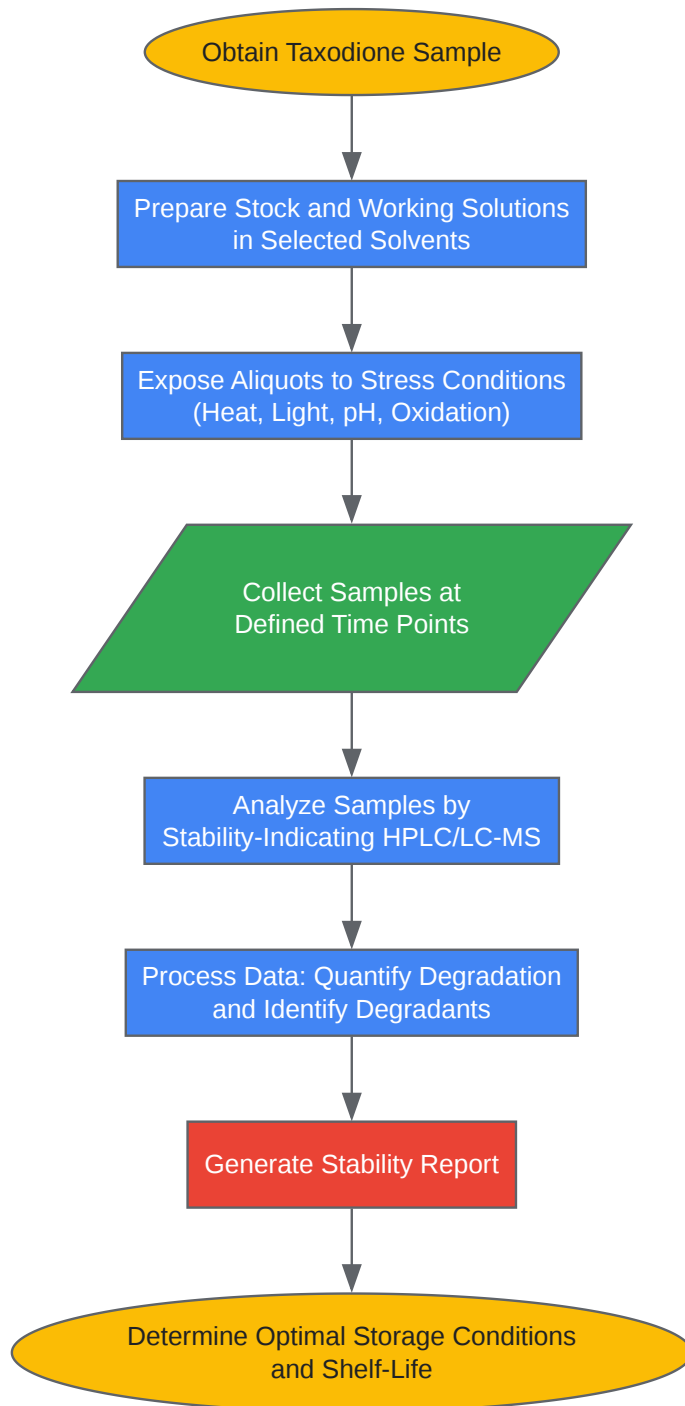 Obtain Taxodione Sample
Prepare Stock and Working Solutions
in Selected Solvents
Expose Aliquots to Stress Conditions
(Heat, Light, pH, Oxidation)
Collect Samples at
Defined Time Points
Analyze Samples by
Stability-Indicating HPLC/LC-MS
Process Data: Quantify Degradation
and Identify Degradants
Generate Stability Report
Determine Optimal Storage Conditions
and Shelf-Life